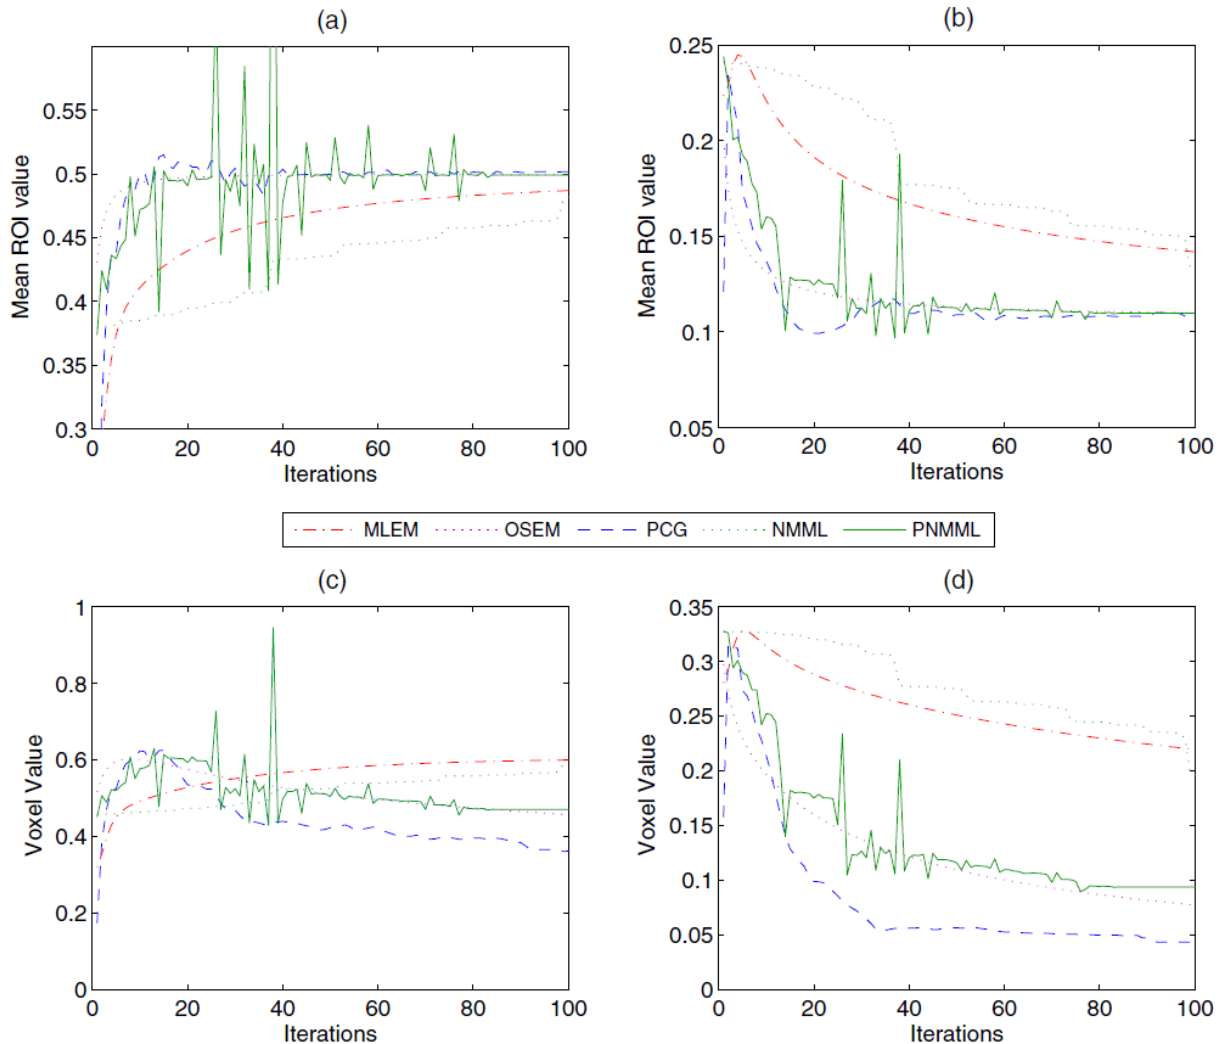 (a)
0.55
0.5
0.45
0.4
0.35
0.3
Mean ROI value
0 20 40 60 80 100
Iterations
(b)
0.25
0.2
0.15
0.1
0.05
Mean ROI value
0 20 40 60 80 100
Iterations
MLEM OSEM PCG NMML PNMML
(c)
1
0.8
0.6
0.4
0.2
0
Voxel Value
0 20 40 60 80 100
Iterations
(d)
0.35
0.3
0.25
0.2
0.15
0.1
0.05
0
Voxel Value
0 20 40 60 80 100
Iterations